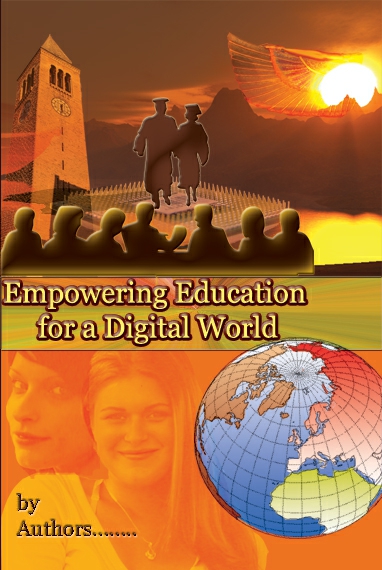 Empowering Education
for a Digital World
by
Authors........